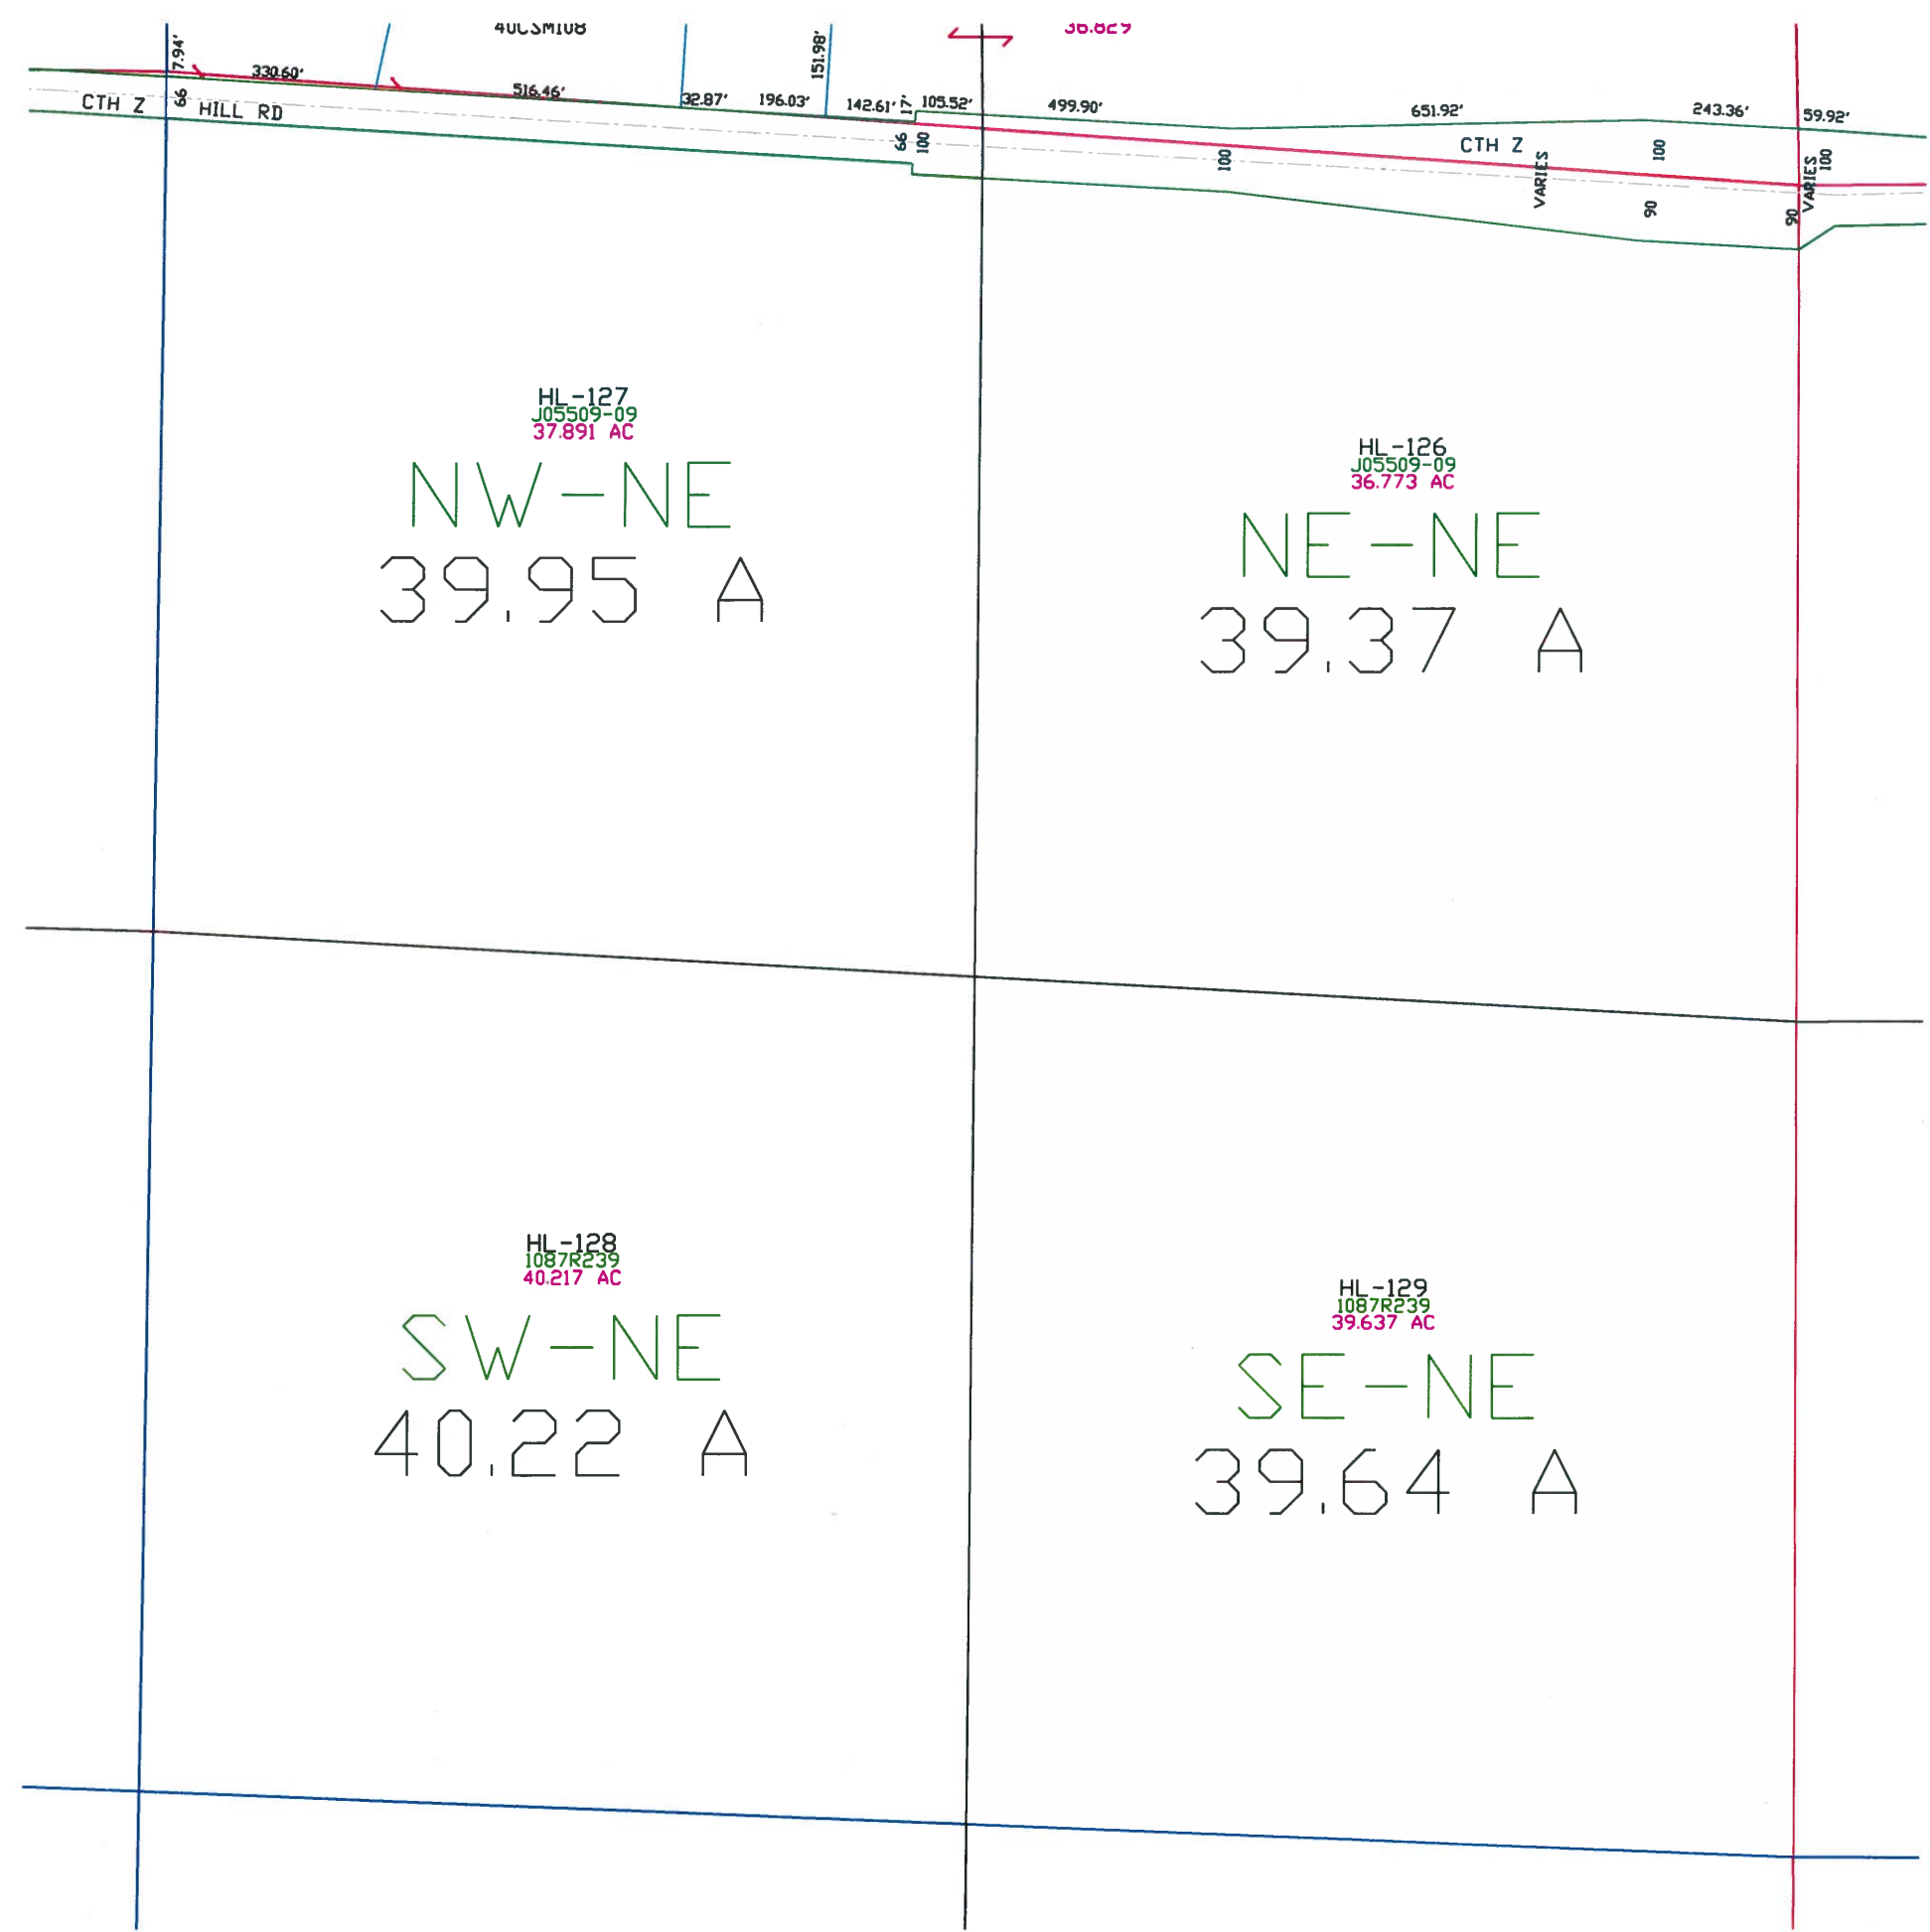 40CSM108
36.829
7.94'
330.60'
516.46'
32.87'
196.03'
151.98'
142.61'
17'
105.52'
499.90'
651.92'
243.36'
59.92'
CTH Z
66
HILL RD
66
100
100
CTH Z
VARIES
100
90
90
VARIES
100
HL-127
J05509-09
37.891 AC
NW-NE
39.95 A
HL-126
J05509-09
36.773 AC
NE-NE
39.37 A
HL-128
1087R239
40.217 AC
SW-NE
40.22 A
HL-129
1087R239
39.637 AC
SE-NE
39.64 A